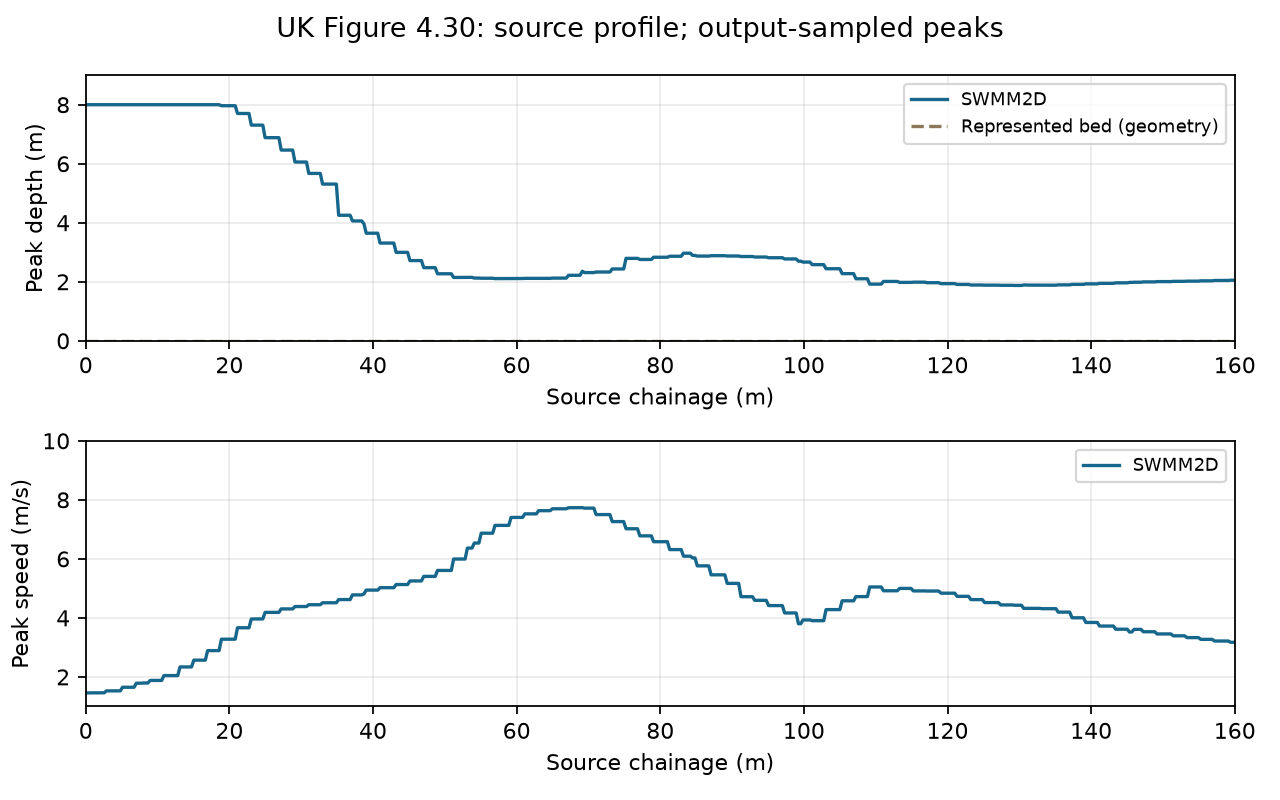 UK Figure 4.30: source profile; output-sampled peaks
Peak depth (m)
8
6
4
2
0
SWMM2D
Represented bed (geometry)
0 20 40 60 80 100 120 140 160
Source chainage (m)
Peak speed (m/s)
10
8
6
4
2
SWMM2D
0 20 40 60 80 100 120 140 160
Source chainage (m)